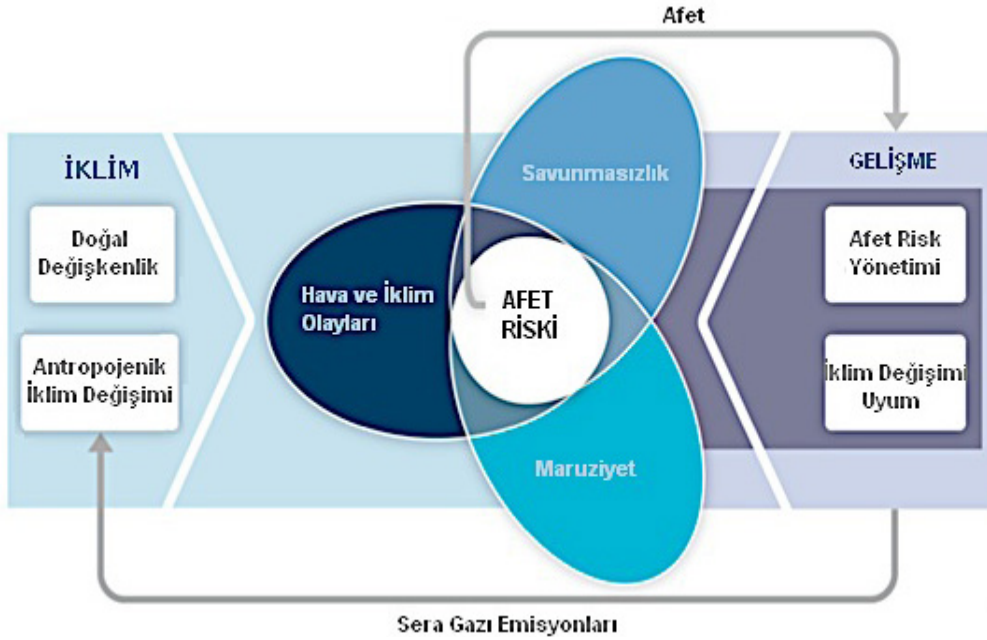 Afet
İKLİM
Doğal
Değişkenlik
Antropojenik
İklim Değişimi
Hava ve İklim
Olayları
Savunmasızlık
AFET
RİSKİ
Maruziyet
GELİŞME
Afet Risk
Yönetimi
İklim Değişimi
Uyum
Sera Gazı Emisyonları